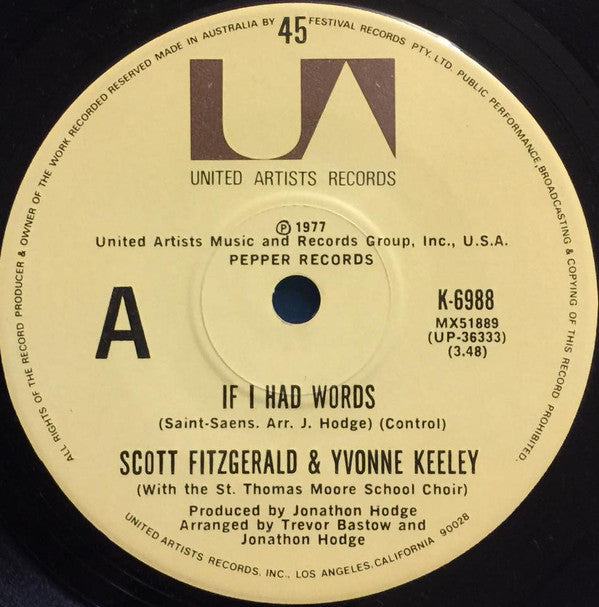 ALL RIGHTS OF THE RECORD PRODUCER & OWNER OF THE WORK RECORDED RESERVED MADE IN AUSTRALIA BY FESTIVAL RECORDS PTY. LTD. PUBLIC PERFORMANCE, BROADCASTING & COPYING OF THIS RECORD PROHIBITED.
45
UA
UNITED ARTISTS RECORDS
℗ 1977
United Artists Music and Records Group, Inc., U.S.A.
PEPPER RECORDS
A
K-6988
MX51889
(UP-36333)
(3.48)
IF I HAD WORDS
(Saint-Saens. Arr. J. Hodge) (Control)
SCOTT FITZGERALD & YVONNE KEELEY
(With the St. Thomas Moore School Choir)
Produced by Jonathon Hodge
Arranged by Trevor Bastow and
Jonathon Hodge
UNITED ARTISTS RECORDS, INC., LOS ANGELES, CALIFORNIA 90028